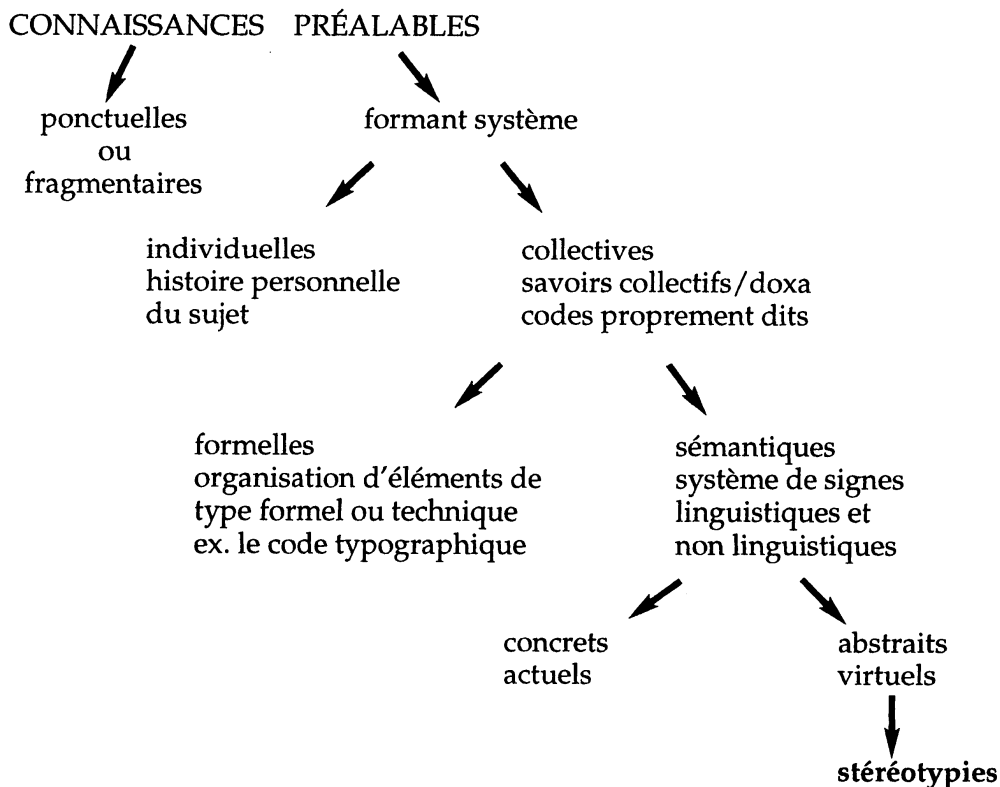 CONNAISSANCES PRÉALABLES
ponctuelles
ou
fragmentaires
formant système
individuelles
histoire personnelle
du sujet
collectives
savoirs collectifs/doxa
codes proprement dits
formelles
organisation d'éléments de
type formel ou technique
ex. le code typographique
sémantiques
système de signes
linguistiques et
non linguistiques
concrets
actuels
abstraits
virtuels
stéréotypies